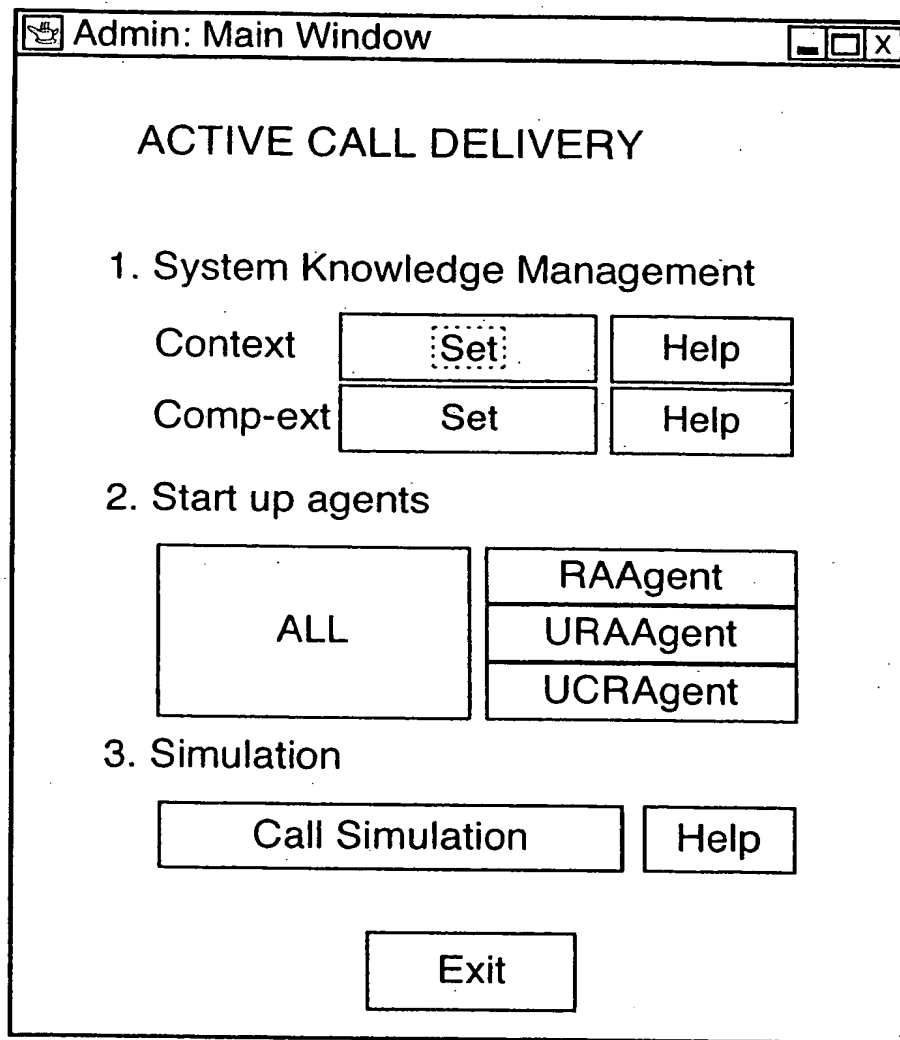 Admin: Main Window
X
ACTIVE CALL DELIVERY
1. System Knowledge Management
Context Set Help
Comp-ext Set Help
2. Start up agents
ALL
RAAgent
URAAgent
UCRAgent
3. Simulation
Call Simulation Help
Exit